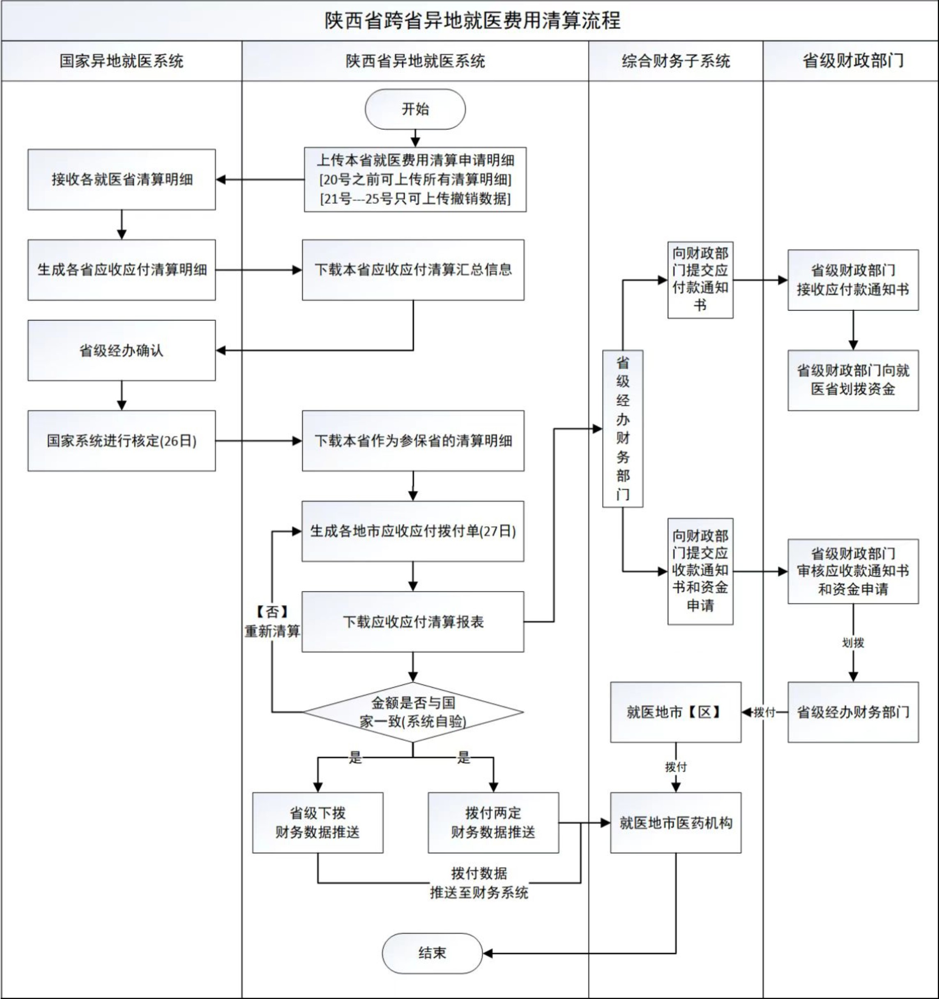 陕西省跨省异地就医费用清算流程
国家异地就医系统
陕西省异地就医系统
综合财务子系统
省级财政部门
开始
上传本省就医费用清算申请明细
[20号之前可上传所有清算明细]
[21号---25号只可上传撤销数据]
接收各就医省清算明细
生成各省应收应付清算明细
下载本省应收应付清算汇总信息
向财政部
门提交应
付款通知
书
省级财政部门
接收应付款通知书
省级经办确认
省
级
经
办
财
务
部
门
省级财政部门向就
医省划拨资金
国家系统进行核定(26日)
下载本省作为参保省的清算明细
生成各地市应收应付拨付单(27日)
向财政部
门提交应
收款通知
书和资金
申请
省级财政部门
审核应收款通知书
和资金申请
【否】
重新清算
下载应收应付清算报表
划拨
金额是否与国
家一致(系统自验)
就医地市【区】
拨付
省级经办财务部门
是
是
拨付
省级下拨
财务数据推送
拨付两定
财务数据推送
就医地市医药机构
拨付数据
推送至财务系统
结束